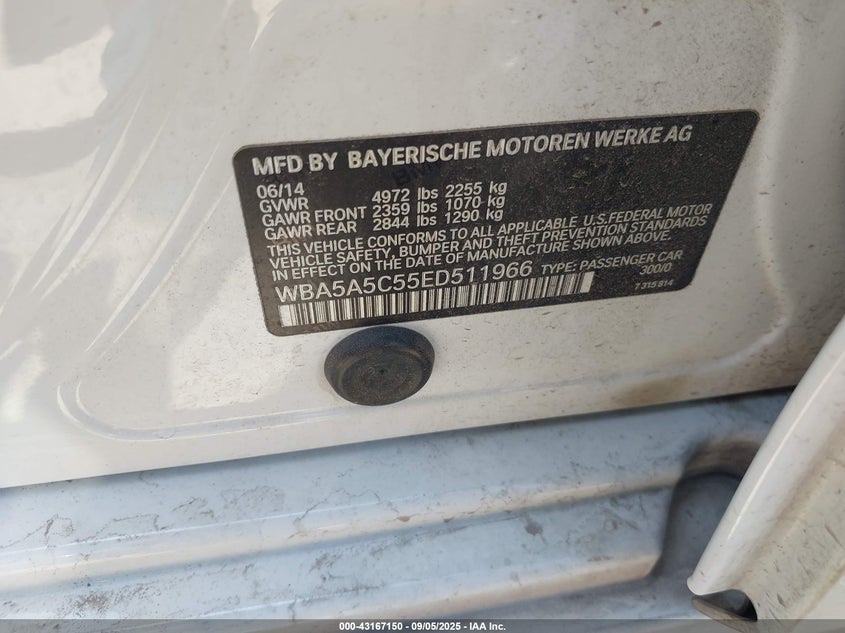 MFD BY BAYERISCHE MOTOREN WERKE AG
06/14
GVWR 4972 lbs 2255 kg
GAWR FRONT 2359 lbs 1070 kg
GAWR REAR 2844 lbs 1290 kg
THIS VEHICLE CONFORMS TO ALL APPLICABLE U.S.FEDERAL MOTOR
VEHICLE SAFETY, BUMPER AND THEFT PREVENTION STANDARDS
IN EFFECT ON THE DATE OF MANUFACTURE SHOWN ABOVE.
WBA5A5C55ED511966 TYPE: PASSENGER CAR
300/0
7 315 914
000-43167150 - 09/05/2025 - IAA Inc.